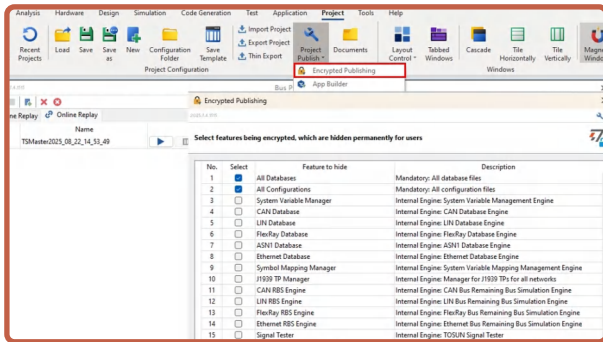 Analysis Hardware Design Simulation Code Generation Test Application Project Tools Help
Recent Projects Load Save Save as New Configuration Folder Save Template Import Project Export Project Thin Export Project Publish Documents Layout Control Tabbed Windows Cascade Tile Horizontally Tile Vertically
Project Configuration Windows
Encrypted Publishing
App Builder
Bus P
Online Replay
Encrypted Publishing
Name
TSMaster2025_08_22_14_53_49
Select features being encrypted, which are hidden permanently for users
No. Select Feature to hide Description
1 All Databases Mandatory: All database files
2 All Configurations Mandatory: All configuration files
3 System Variable Manager Internal Engine: System Variable Management Engine
4 CAN Database Internal Engine: CAN Database Engine
5 LIN Database Internal Engine: LIN Database Engine
6 FlexRay Database Internal Engine: FlexRay Database Engine
7 ASN1 Database Internal Engine: ASN1 Database Engine
8 Ethernet Database Internal Engine: Ethernet Database Engine
9 Symbol Mapping Manager Internal Engine: System Variable Mapping Management Engine
10 J1939 TP Manager Internal Engine: Manager for J1939 TPs for all networks
11 CAN RBS Engine Internal Engine: CAN Bus Remaining Bus Simulation Engine
12 LIN RBS Engine Internal Engine: LIN Bus Remaining Bus Simulation Engine
13 FlexRay RBS Engine Internal Engine: FlexRay Bus Remaining Bus Simulation Engine
14 Ethernet RBS Engine Internal Engine: Ethernet Bus Remaining Bus Simulation Engine
15 Signal Tester Internal Engine: TOSUN Signal Tester